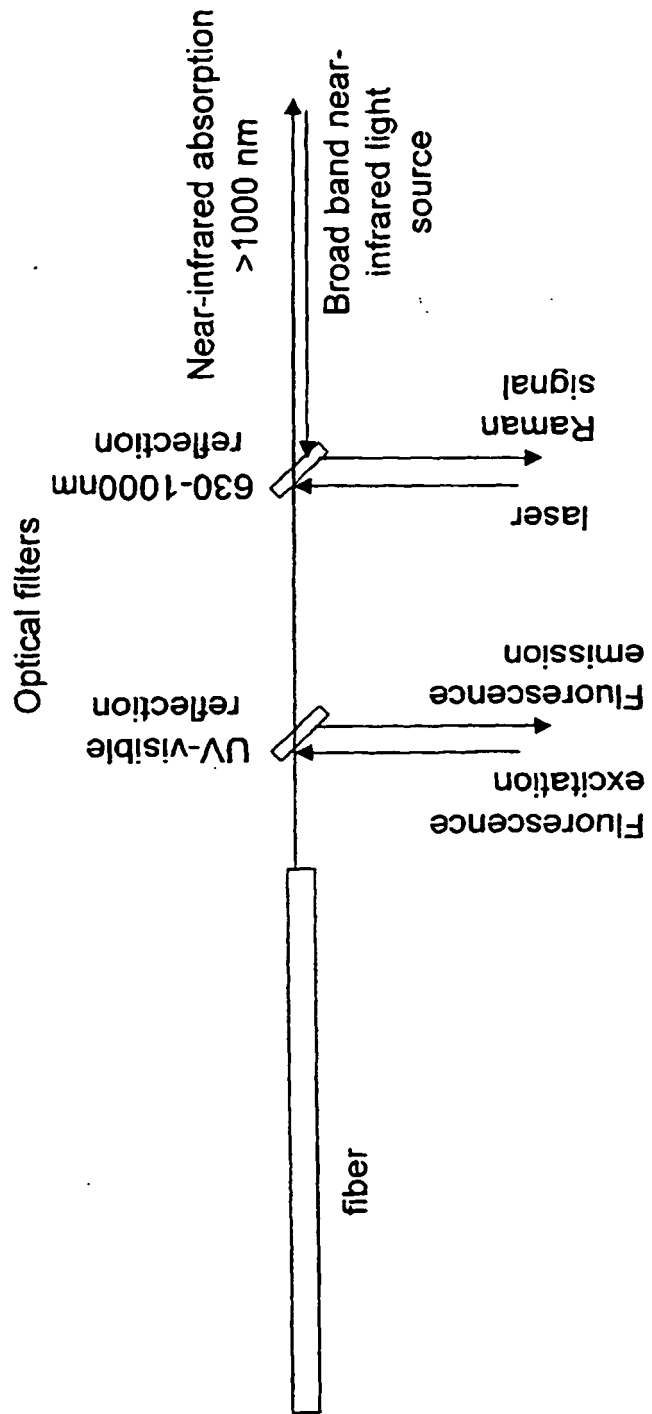 Optical filters
UV-visible
reflection
630-1000nm
reflection
Near-infrared absorption
>1000 nm
Broad band near-
infrared light
source
fiber
Fluorescence
excitation
Fluorescence
emission
laser
Raman
signal